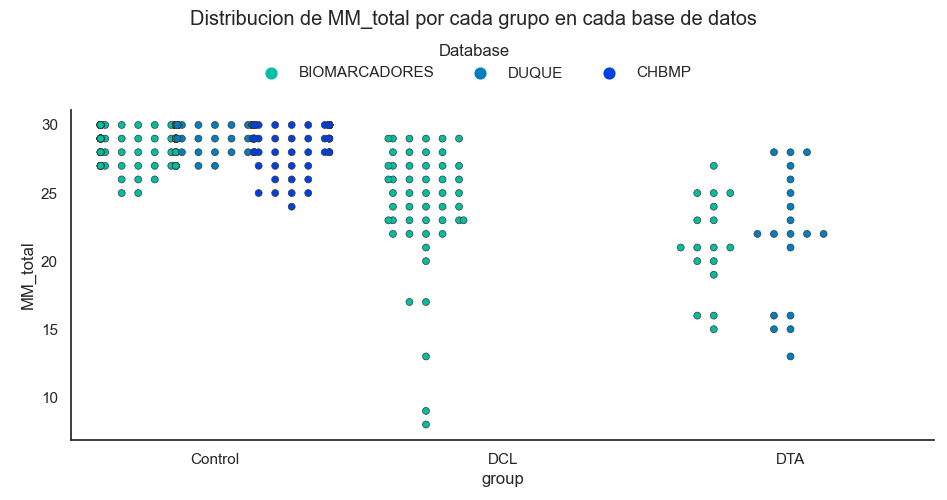 Distribucion de MM_total por cada grupo en cada base de datos
Database
BIOMARCADORES DUQUE CHBMP
30
25
20
15
10
MM_total
Control DCL DTA
group